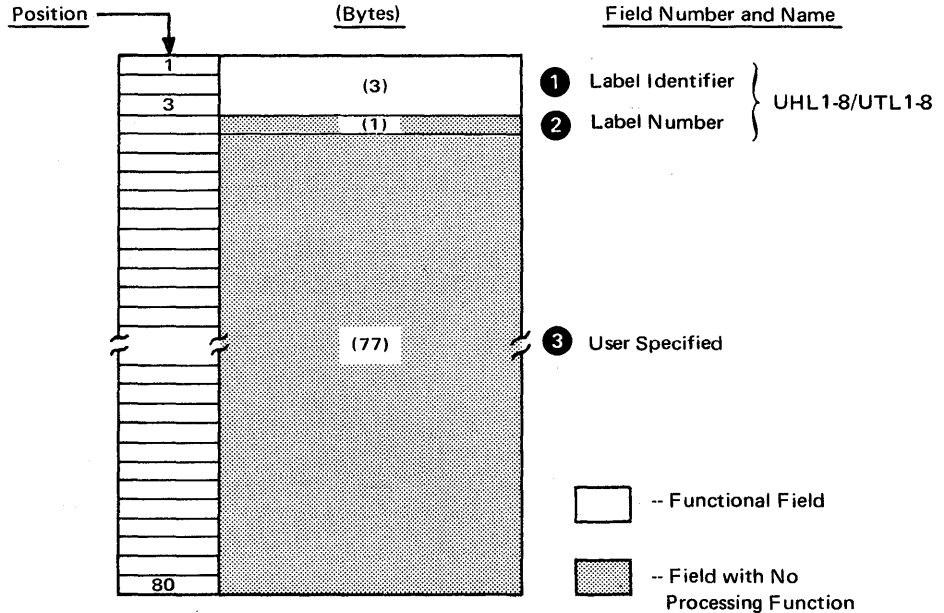 Position (Bytes) Field Number and Name
1
(3)
3
1 Label Identifier
UHL1-8/UTL1-8
(1)
2 Label Number
(77)
3 User Specified
-- Functional Field
80
-- Field with No
Processing Function